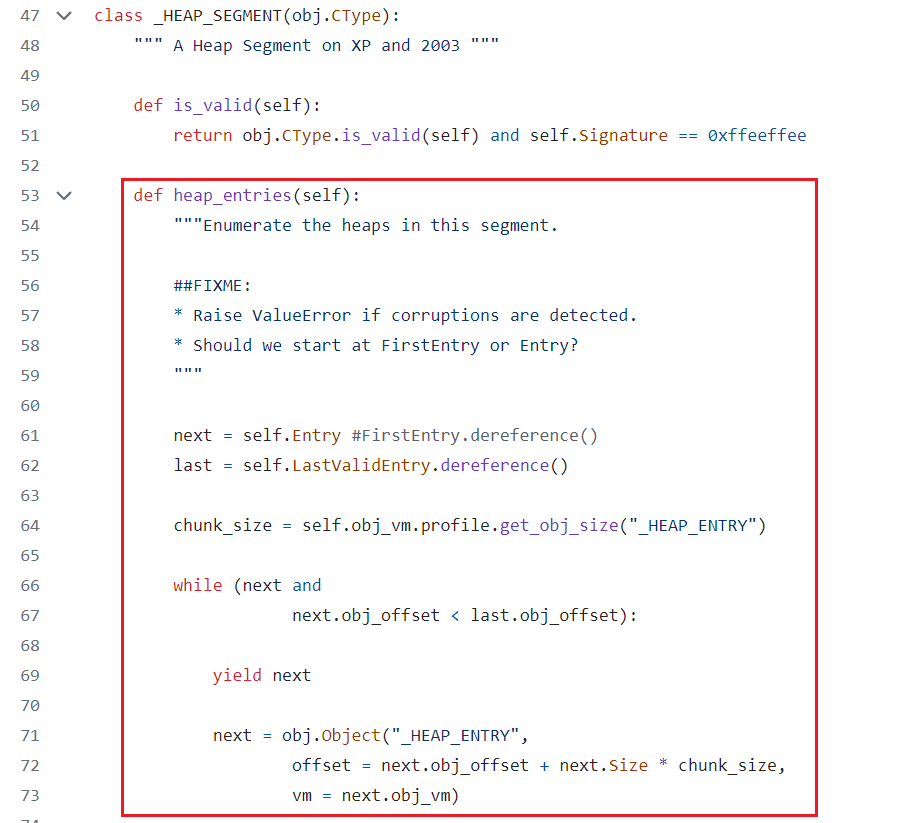 47 class _HEAP_SEGMENT(obj.CType):
48     """ A Heap Segment on XP and 2003 """
49
50     def is_valid(self):
51         return obj.CType.is_valid(self) and self.Signature == 0xffeeffee
52
53     def heap_entries(self):
54         """Enumerate the heaps in this segment.
55
56         ##FIXME:
57         * Raise ValueError if corruptions are detected.
58         * Should we start at FirstEntry or Entry?
59         """
60
61         next = self.Entry #FirstEntry.dereference()
62         last = self.LastValidEntry.dereference()
63
64         chunk_size = self.obj_vm.profile.get_obj_size("_HEAP_ENTRY")
65
66         while (next and
67                     next.obj_offset < last.obj_offset):
68
69             yield next
70
71             next = obj.Object("_HEAP_ENTRY",
72                     offset = next.obj_offset + next.Size * chunk_size,
73                     vm = next.obj_vm)